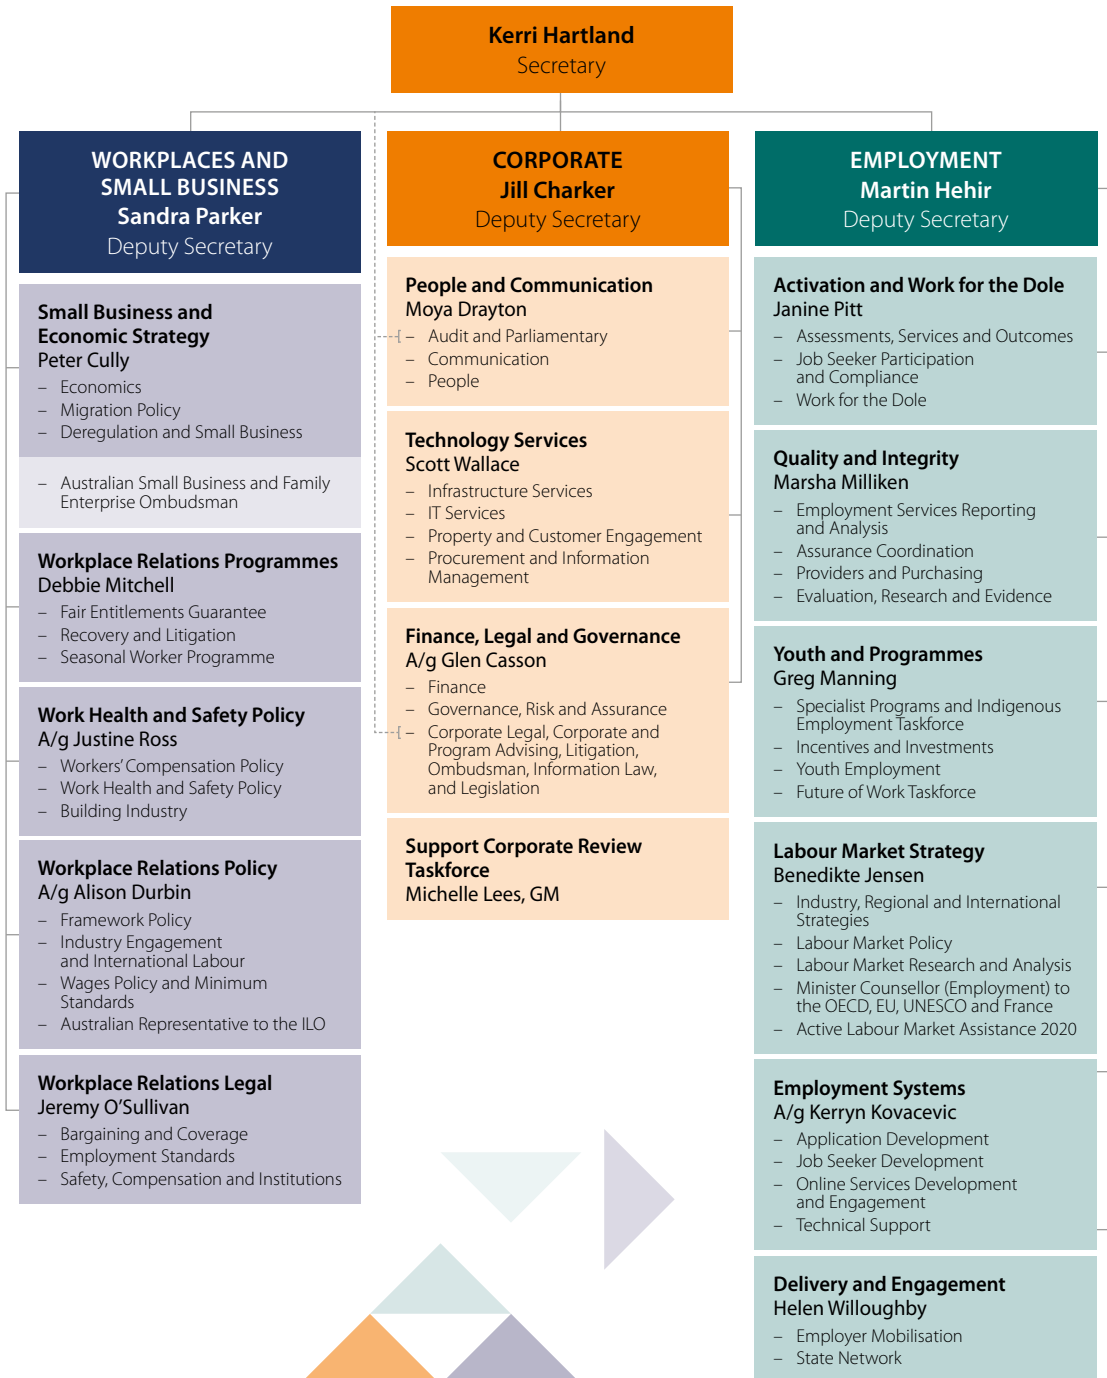 Kerri Hartland
Secretary
WORKPLACES AND
SMALL BUSINESS
Sandra Parker
Deputy Secretary
Small Business and
Economic Strategy
Peter Cully
– Economics
– Migration Policy
– Deregulation and Small Business
– Australian Small Business and Family
Enterprise Ombudsman
Workplace Relations Programmes
Debbie Mitchell
– Fair Entitlements Guarantee
– Recovery and Litigation
– Seasonal Worker Programme
Work Health and Safety Policy
A/g Justine Ross
– Workers' Compensation Policy
– Work Health and Safety Policy
– Building Industry
Workplace Relations Policy
A/g Alison Durbin
– Framework Policy
– Industry Engagement
and International Labour
– Wages Policy and Minimum
Standards
– Australian Representative to the ILO
Workplace Relations Legal
Jeremy O'Sullivan
– Bargaining and Coverage
– Employment Standards
– Safety, Compensation and Institutions
CORPORATE
Jill Charker
Deputy Secretary
People and Communication
Moya Drayton
– Audit and Parliamentary
– Communication
– People
Technology Services
Scott Wallace
– Infrastructure Services
– IT Services
– Property and Customer Engagement
– Procurement and Information
Management
Finance, Legal and Governance
A/g Glen Casson
– Finance
– Governance, Risk and Assurance
– Corporate Legal, Corporate and
Program Advising, Litigation,
Ombudsman, Information Law,
and Legislation
Support Corporate Review
Taskforce
Michelle Lees, GM
EMPLOYMENT
Martin Hehir
Deputy Secretary
Activation and Work for the Dole
Janine Pitt
– Assessments, Services and Outcomes
– Job Seeker Participation
and Compliance
– Work for the Dole
Quality and Integrity
Marsha Milliken
– Employment Services Reporting
and Analysis
– Assurance Coordination
– Providers and Purchasing
– Evaluation, Research and Evidence
Youth and Programmes
Greg Manning
– Specialist Programs and Indigenous
Employment Taskforce
– Incentives and Investments
– Youth Employment
– Future of Work Taskforce
Labour Market Strategy
Benedikte Jensen
– Industry, Regional and International
Strategies
– Labour Market Policy
– Labour Market Research and Analysis
– Minister Counsellor (Employment) to
the OECD, EU, UNESCO and France
– Active Labour Market Assistance 2020
Employment Systems
A/g Kerryn Kovacevic
– Application Development
– Job Seeker Development
– Online Services Development
and Engagement
– Technical Support
Delivery and Engagement
Helen Willoughby
– Employer Mobilisation
– State Network